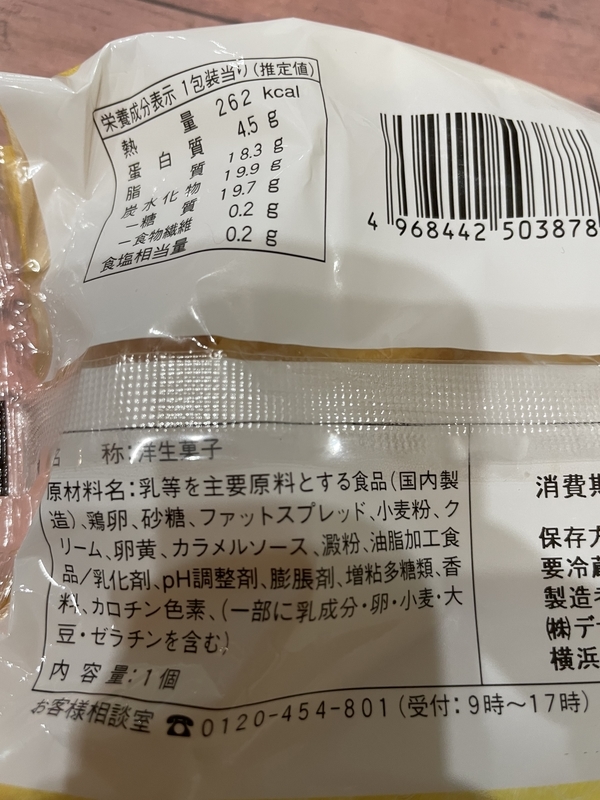 栄養成分表示 1包装当り(推定値)
熱量 262 kcal
蛋白質 4.5 g
脂質 18.3 g
炭水化物 19.9 g
ー糖質 19.7 g
ー食物繊維 0.2 g
食塩相当量 0.2 g
4 968442 503878
名 称:洋生菓子
原材料名:乳等を主要原料とする食品(国内製
造)、鶏卵、砂糖、ファットスプレッド、小麦粉、ク
リーム、卵黄、カラメルソース、澱粉、油脂加工食
品/乳化剤、pH調整剤、膨脹剤、増粘多糖類、香
料、カロチン色素、(一部に乳成分・卵・小麦・大
豆・ゼラチンを含む)
内容量:1個
消費期
保存方
要冷蔵
製造者
㈱デ
横浜
お客様相談室 ☎0120-454-801(受付:9時〜17時)